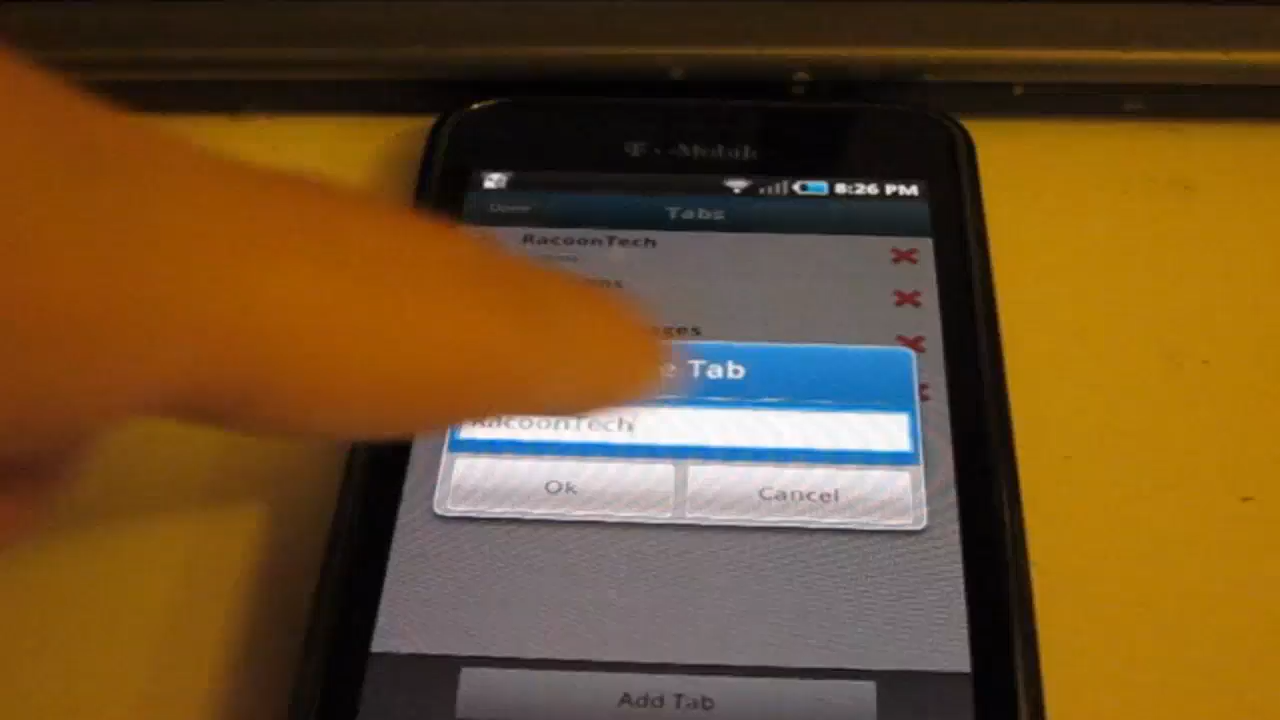 T-Mobile
8:26 PM
Done Tabs
RacoonTech
Tab
RacoonTech
Ok Cancel
Add Tab